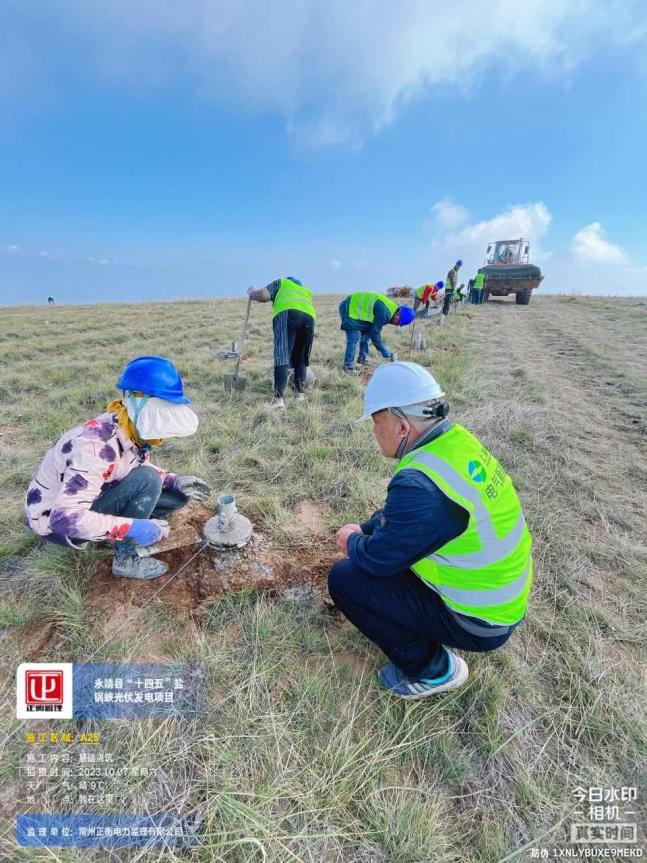 正衡管理
永靖县“十四五”盐
锅峡光伏发电项目
施工区域：A25
施工内容：基础浇筑
拍摄时间：2023.10.07 星期六
天　　气：晴 9℃
地　　点：我在这里
监理单位：常州正衡电力监理有限公司
今日水印
相机
真实时间
防伪 1XNLYBUXE9MEKD